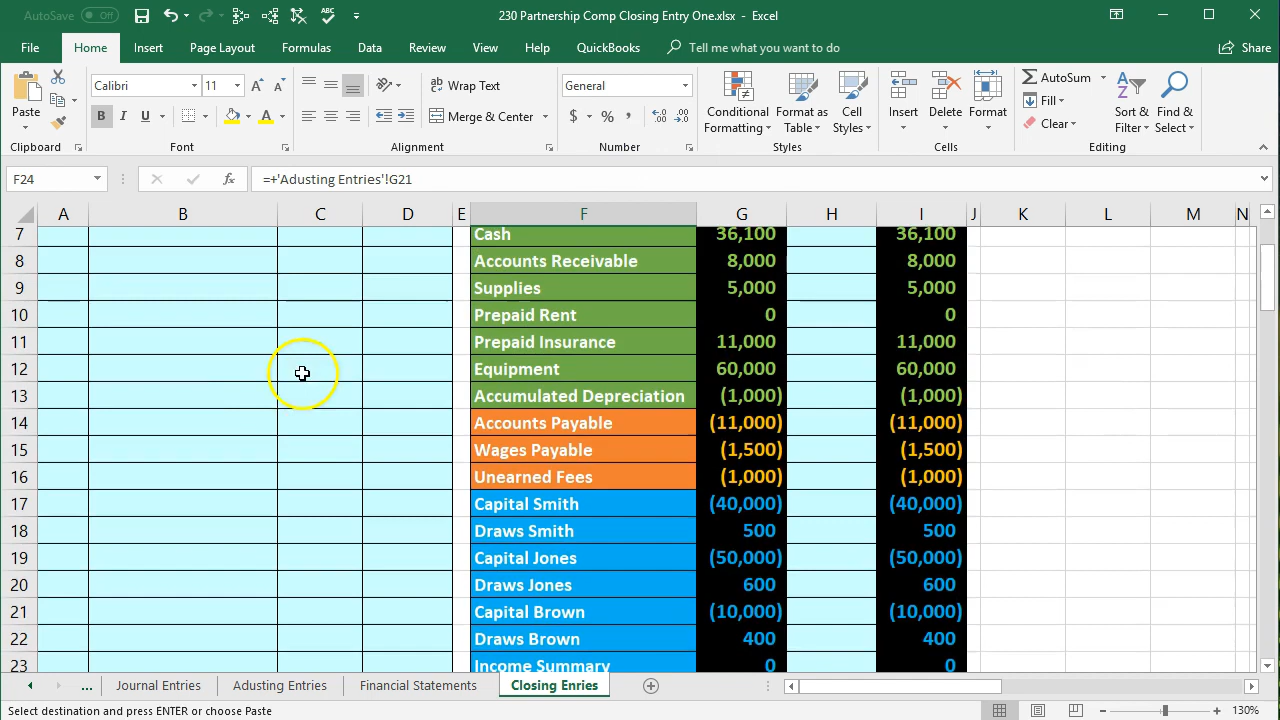 AutoSave Off 230 Partnership Comp Closing Entry One.xlsx - Excel
File Home Insert Page Layout Formulas Data Review View Help QuickBooks Tell me what you want to do Share
Paste Calibri 11 Wrap Text General Conditional Formatting Format as Table Cell Styles Insert Delete Format AutoSum Sort & Filter Find & Select
B I U A Merge & Center $ % , Fill
Clear
Clipboard Font Alignment Number Styles Cells Editing
F24 fx =+'Adusting Entries'!G21
A B C D E F G H I J K L M N
7 Cash 36,100 36,100
8 Accounts Receivable 8,000 8,000
9 Supplies 5,000 5,000
10 Prepaid Rent 0 0
11 Prepaid Insurance 11,000 11,000
12 Equipment 60,000 60,000
13 Accumulated Depreciation (1,000) (1,000)
14 Accounts Payable (11,000) (11,000)
15 Wages Payable (1,500) (1,500)
16 Unearned Fees (1,000) (1,000)
17 Capital Smith (40,000) (40,000)
18 Draws Smith 500 500
19 Capital Jones (50,000) (50,000)
20 Draws Jones 600 600
21 Capital Brown (10,000) (10,000)
22 Draws Brown 400 400
23 Income Summary 0 0
... Journal Entries Adusting Entries Financial Statements Closing Enries
Select destination and press ENTER or choose Paste 130%